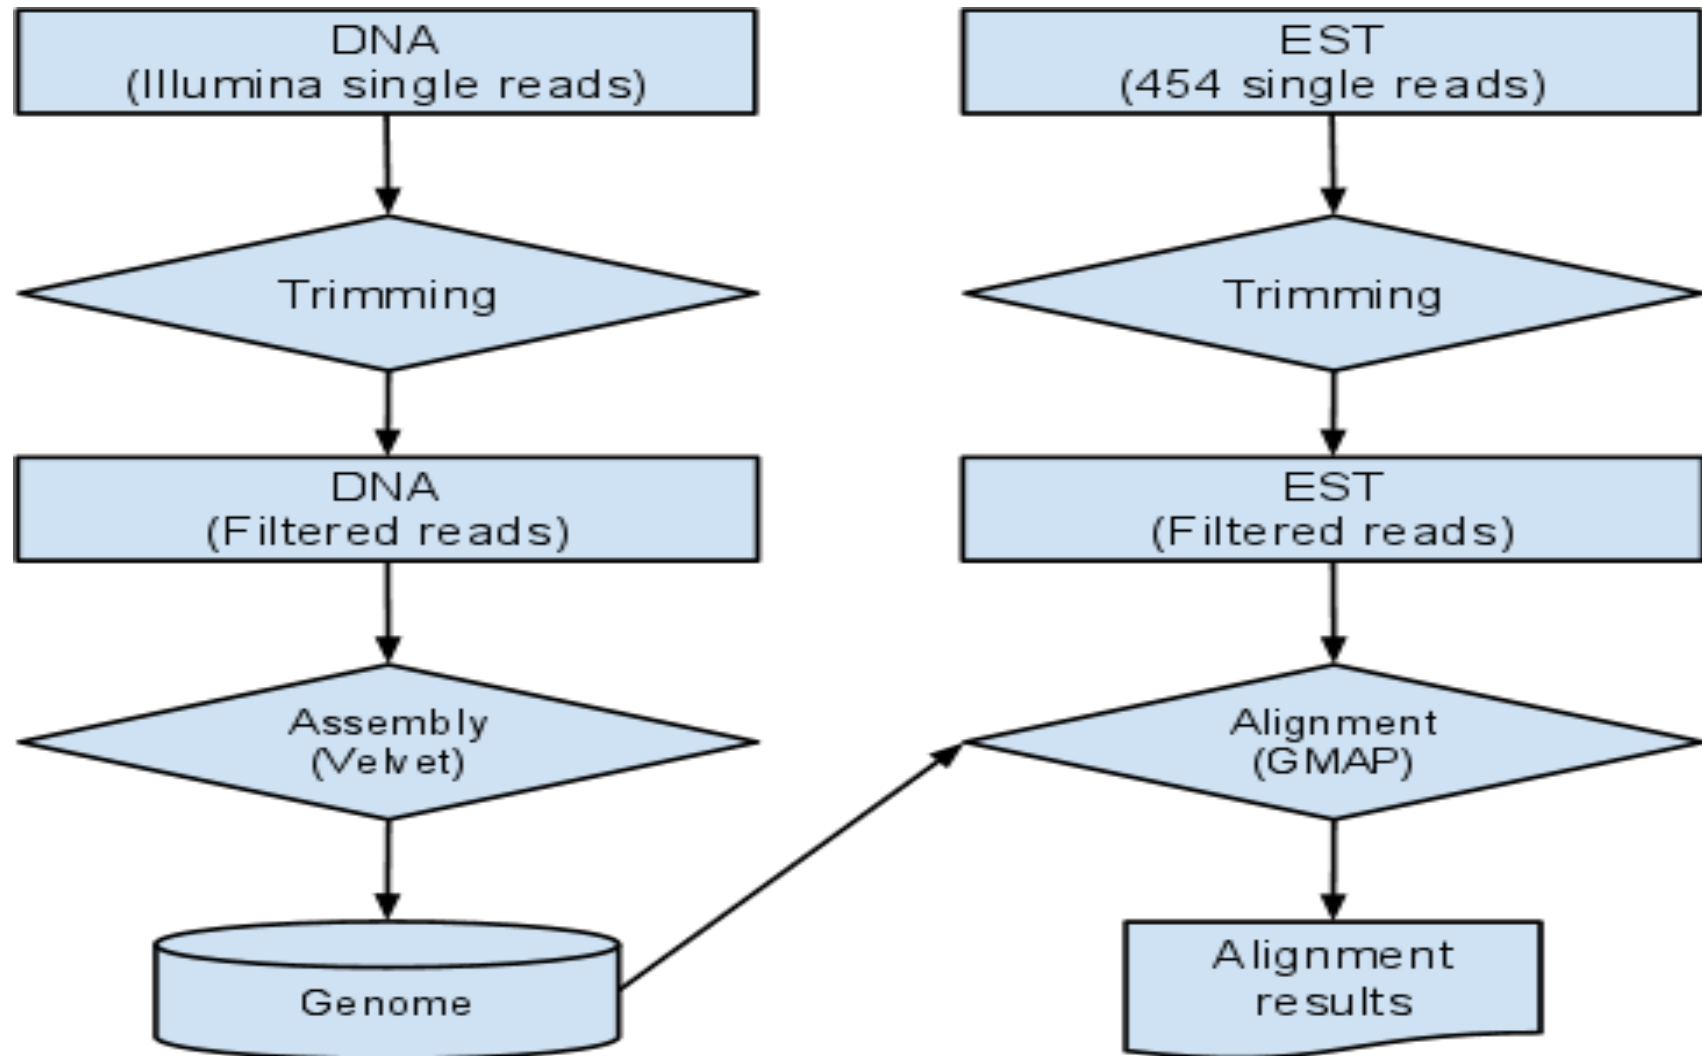 DNA
(Illumina single reads)
Trimming
DNA
(Filtered reads)
Assembly
(Velvet)
Genome
EST
(454 single reads)
Trimming
EST
(Filtered reads)
Alignment
(GMAP)
Alignment
results